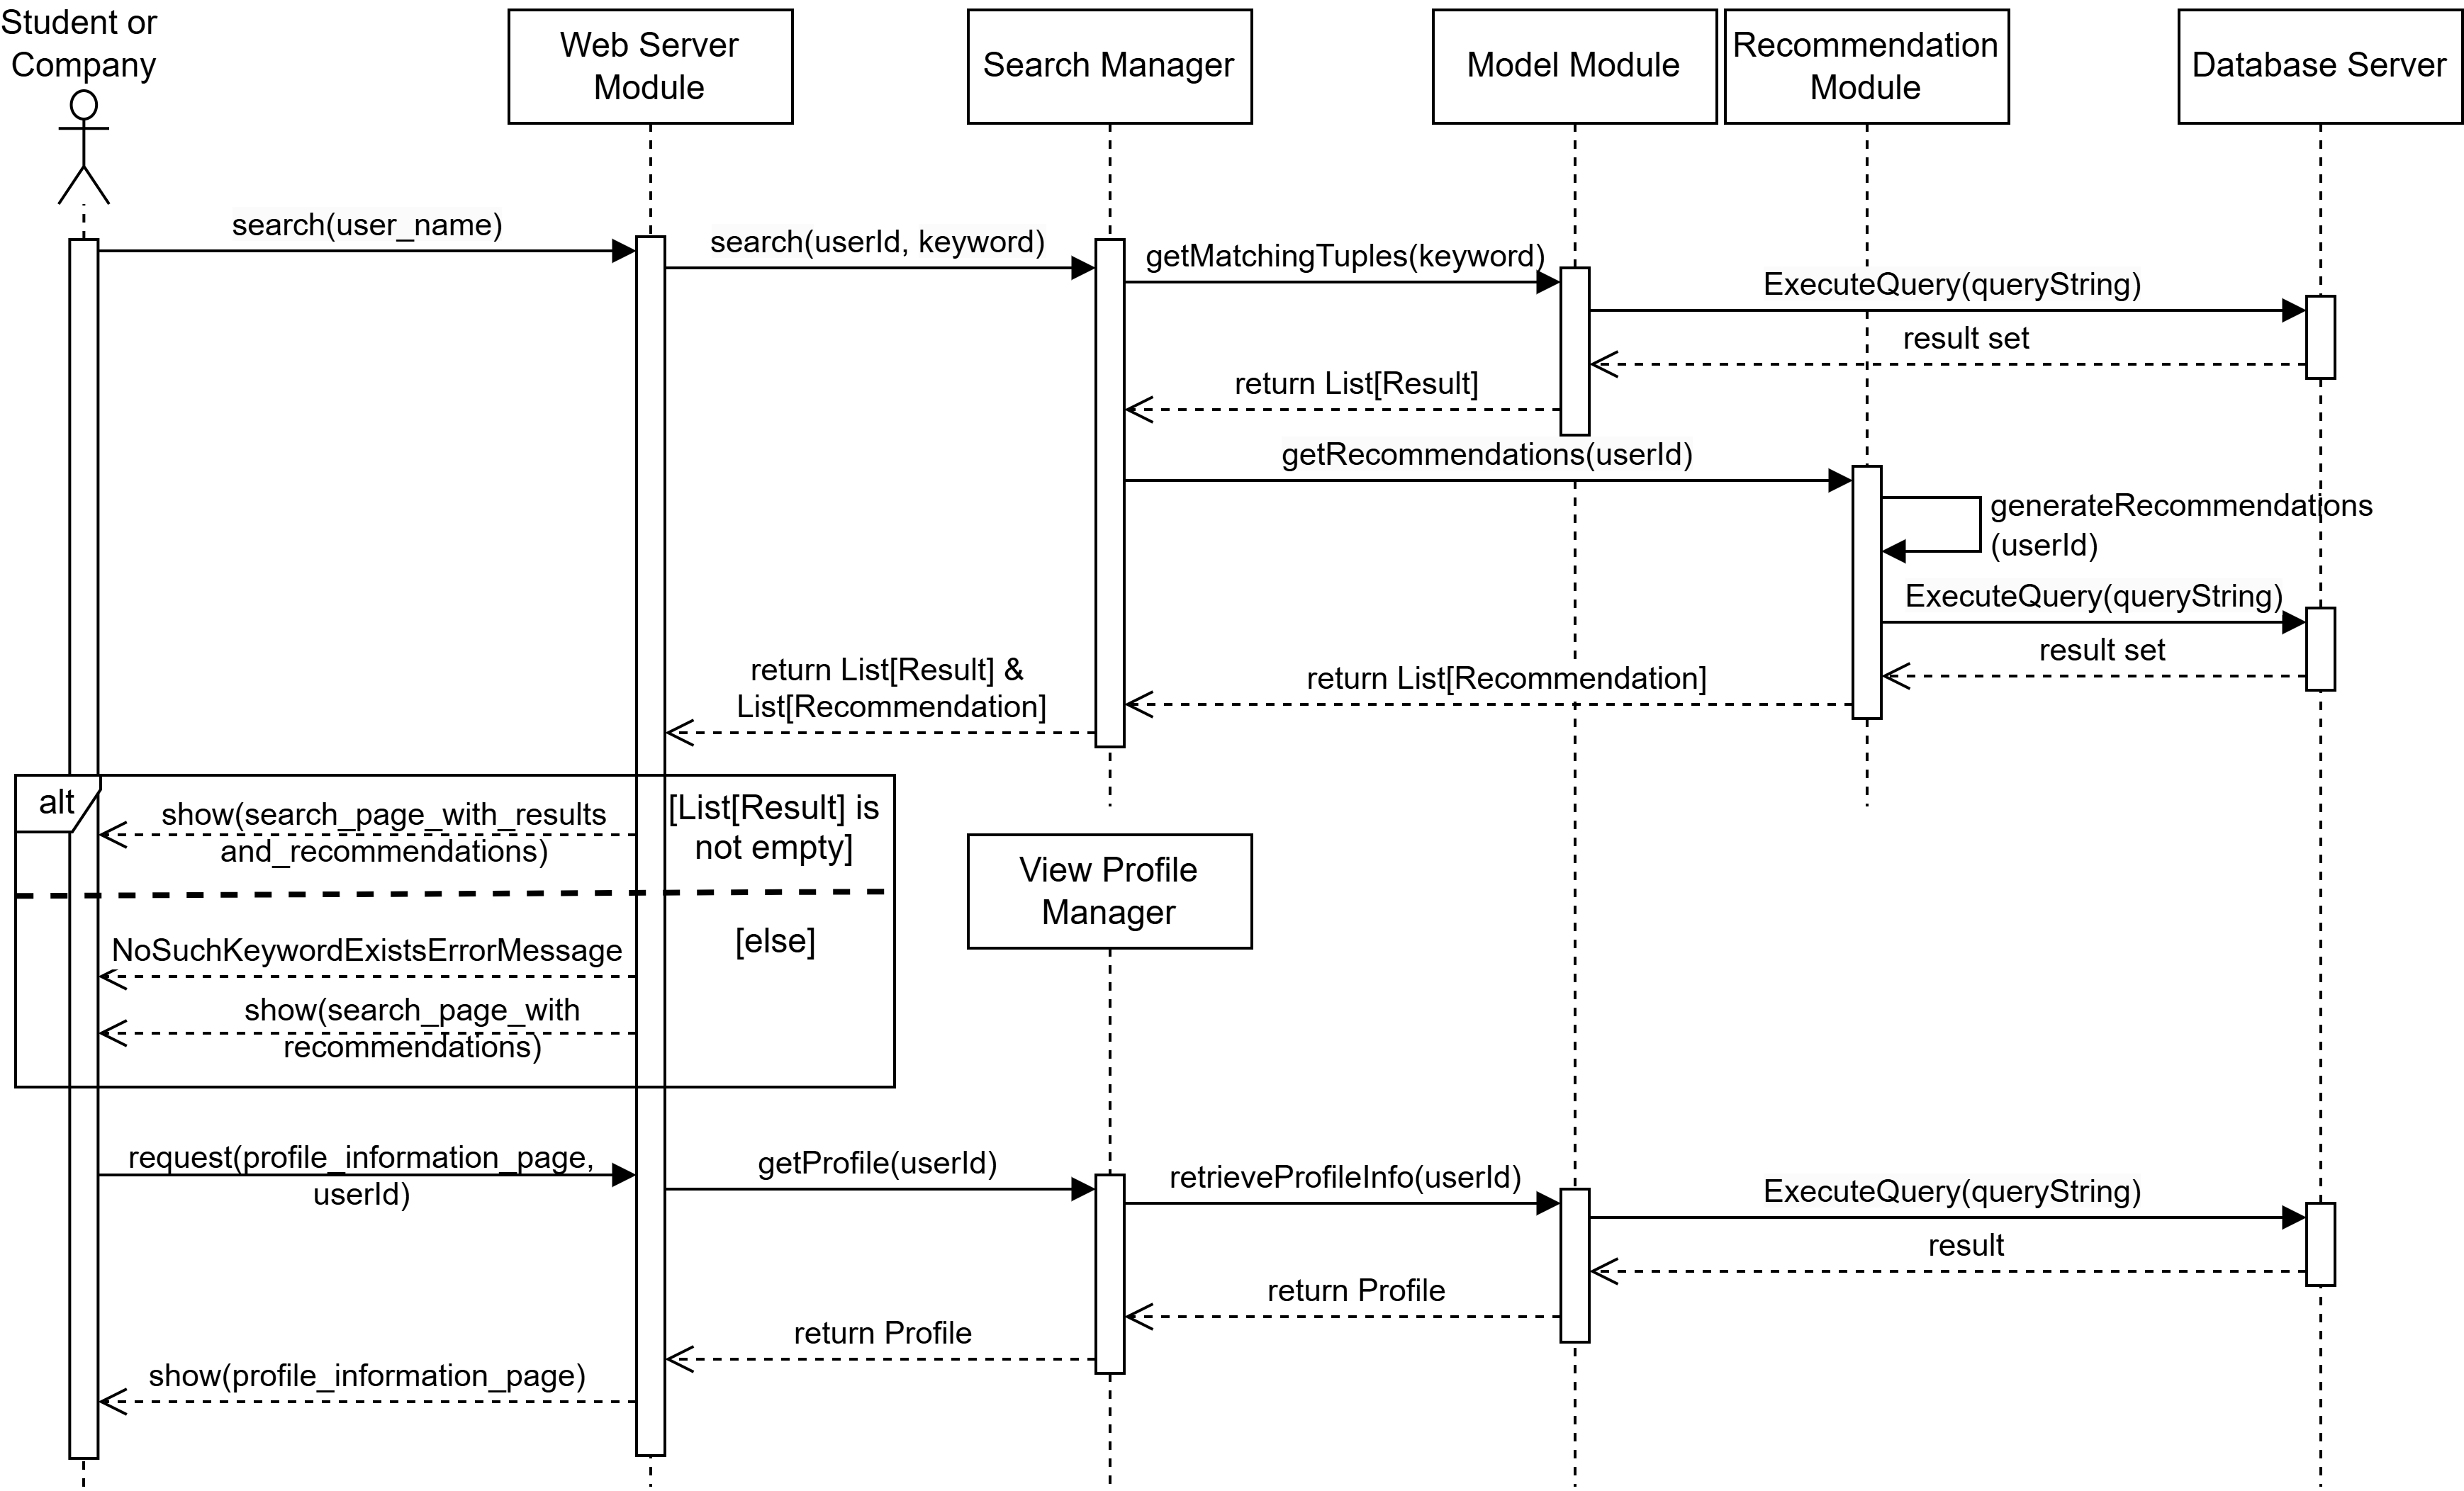 Student or
Company
Web Server
Module
Search Manager
Model Module
Recommendation
Module
Database Server
search(user_name)
search(userId, keyword)
getMatchingTuples(keyword)
ExecuteQuery(queryString)
result set
return List[Result]
getRecommendations(userId)
generateRecommendations
(userId)
ExecuteQuery(queryString)
result set
return List[Recommendation]
return List[Result] &
List[Recommendation]
alt
[List[Result] is
not empty]
show(search_page_with_results
and_recommendations)
View Profile
Manager
[else]
NoSuchKeywordExistsErrorMessage
show(search_page_with
recommendations)
request(profile_information_page,
userId)
getProfile(userId)
retrieveProfileInfo(userId)
ExecuteQuery(queryString)
result
return Profile
return Profile
show(profile_information_page)